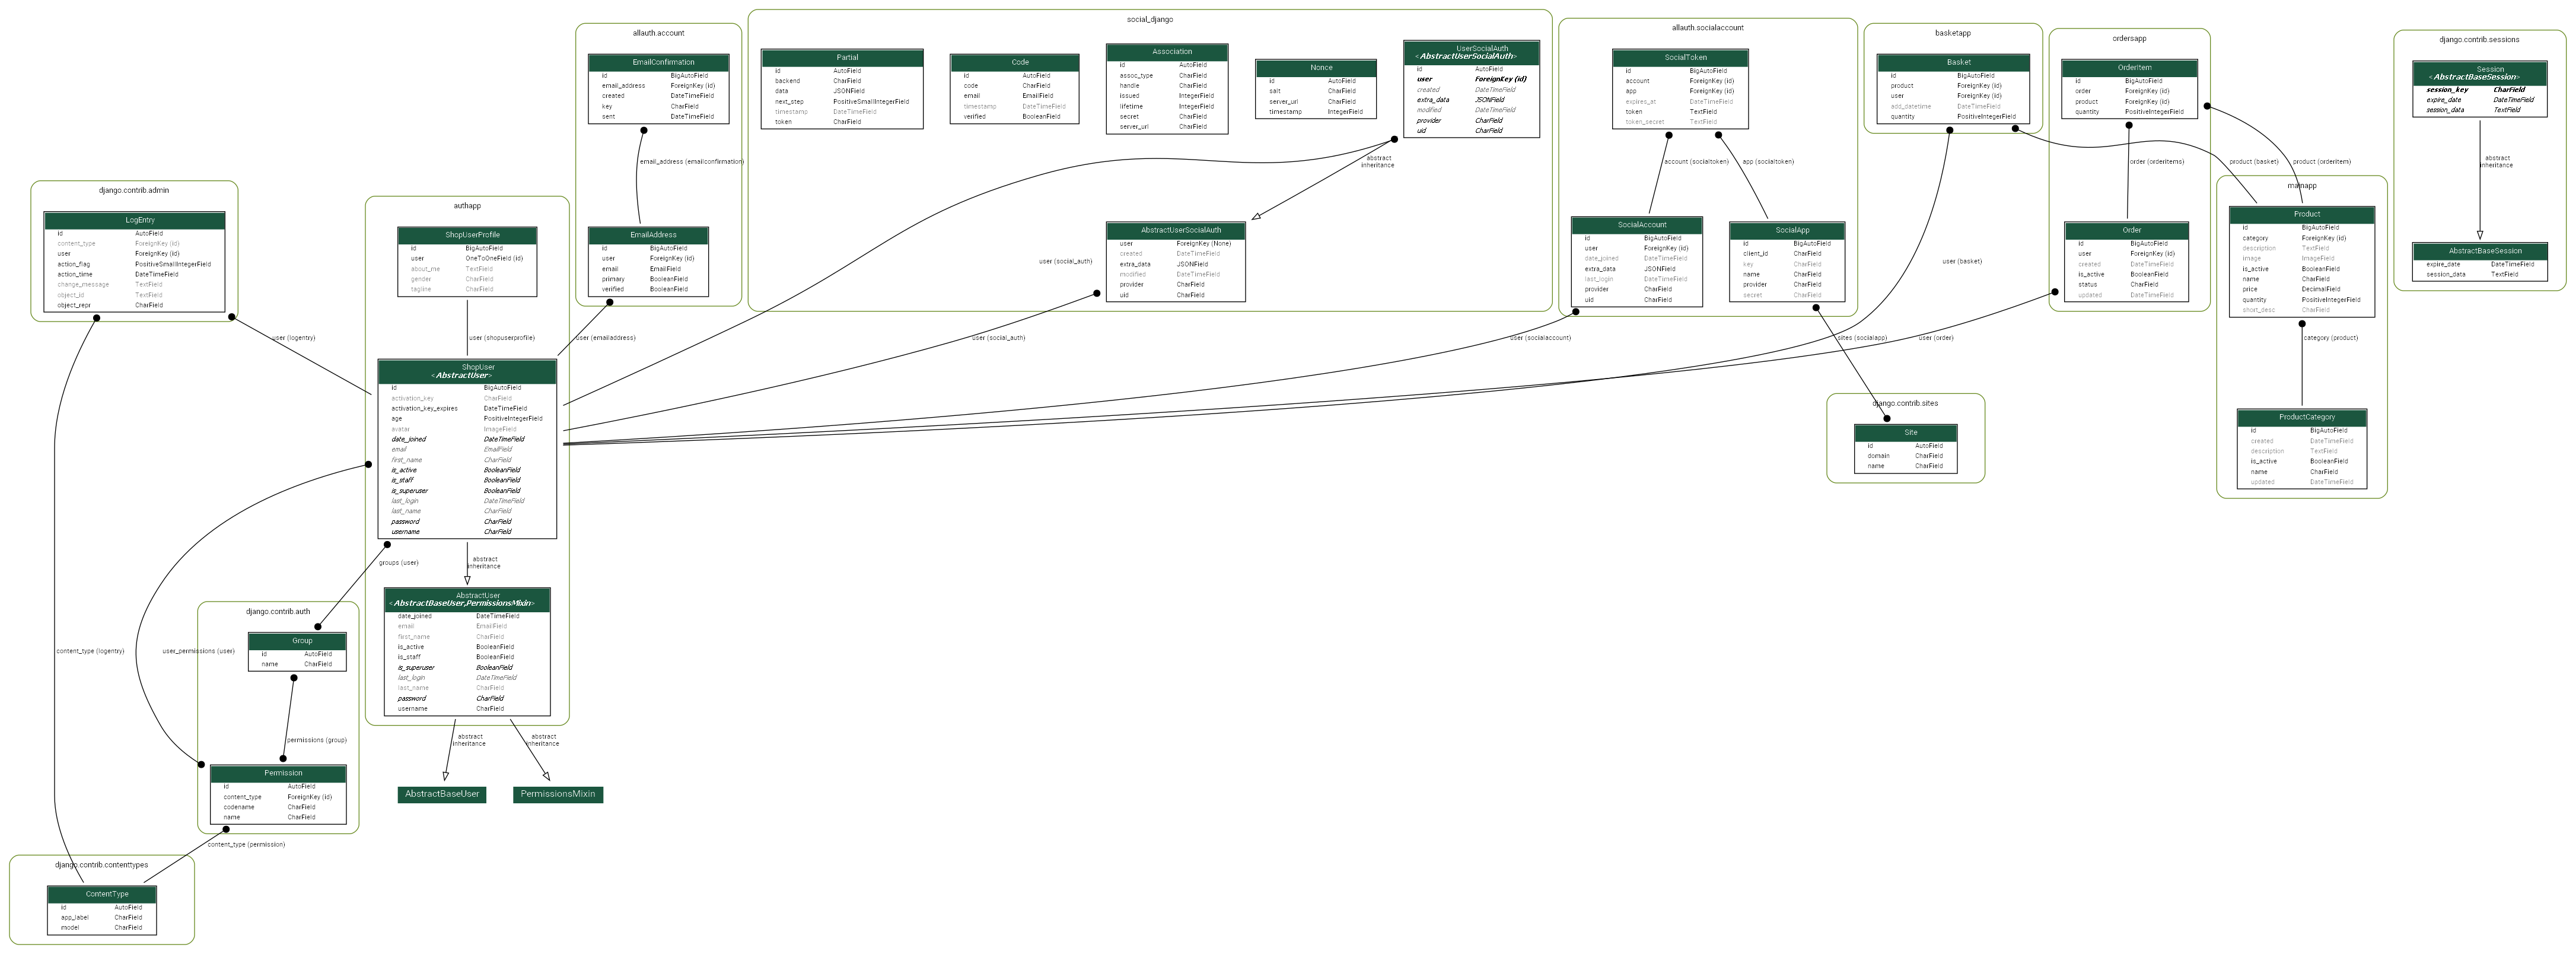 django.contrib.admin
LogEntry
id AutoField
content_type ForeignKey (id)
user ForeignKey (id)
action_flag PositiveSmallIntegerField
action_time DateTimeField
change_message TextField
object_id TextField
object_repr CharField
user (logentry)
content_type (logentry)
authapp
ShopUserProfile
id BigAutoField
user OneToOneField (id)
about_me TextField
gender CharField
tagline CharField
user (shopuserprofile)
ShopUser
<AbstractUser>
id BigAutoField
activation_key CharField
activation_key_expires DateTimeField
age PositiveIntegerField
avatar ImageField
date_joined DateTimeField
email EmailField
first_name CharField
is_active BooleanField
is_staff BooleanField
is_superuser BooleanField
last_login DateTimeField
last_name CharField
password CharField
username CharField
groups (user)
user_permissions (user)
abstract
inheritance
AbstractUser
<AbstractBaseUser,PermissionsMixin>
date_joined DateTimeField
email EmailField
first_name CharField
is_active BooleanField
is_staff BooleanField
is_superuser BooleanField
last_login DateTimeField
last_name CharField
password CharField
username CharField
abstract
inheritance
abstract
inheritance
AbstractBaseUser
PermissionsMixin
django.contrib.auth
Group
id AutoField
name CharField
permissions (group)
Permission
id AutoField
content_type ForeignKey (id)
codename CharField
name CharField
content_type (permission)
django.contrib.contenttypes
ContentType
id AutoField
app_label CharField
model CharField
allauth.account
EmailConfirmation
id BigAutoField
email_address ForeignKey (id)
created DateTimeField
key CharField
sent DateTimeField
email_address (emailconfirmation)
EmailAddress
id BigAutoField
user ForeignKey (id)
email EmailField
primary BooleanField
verified BooleanField
user (emailaddress)
social_django
Partial
id AutoField
backend CharField
data JSONField
next_step PositiveSmallIntegerField
timestamp DateTimeField
token CharField
Code
id AutoField
code CharField
email EmailField
timestamp DateTimeField
verified BooleanField
Association
id AutoField
assoc_type CharField
handle CharField
issued IntegerField
lifetime IntegerField
secret CharField
server_url CharField
Nonce
id AutoField
salt CharField
server_url CharField
timestamp IntegerField
UserSocialAuth
<AbstractUserSocialAuth>
id AutoField
user ForeignKey (id)
created DateTimeField
extra_data JSONField
modified DateTimeField
provider CharField
uid CharField
abstract
inheritance
user (social_auth)
AbstractUserSocialAuth
user ForeignKey (None)
created DateTimeField
extra_data JSONField
modified DateTimeField
provider CharField
uid CharField
user (social_auth)
allauth.socialaccount
SocialToken
id BigAutoField
account ForeignKey (id)
app ForeignKey (id)
expires_at DateTimeField
token TextField
token_secret TextField
account (socialtoken)
app (socialtoken)
SocialAccount
id BigAutoField
user ForeignKey (id)
date_joined DateTimeField
extra_data JSONField
last_login DateTimeField
provider CharField
uid CharField
user (socialaccount)
SocialApp
id BigAutoField
client_id CharField
key CharField
name CharField
provider CharField
secret CharField
sites (socialapp)
django.contrib.sites
Site
id AutoField
domain CharField
name CharField
basketapp
Basket
id BigAutoField
product ForeignKey (id)
user ForeignKey (id)
add_datetime DateTimeField
quantity PositiveIntegerField
user (basket)
product (basket)
ordersapp
OrderItem
id BigAutoField
order ForeignKey (id)
product ForeignKey (id)
quantity PositiveIntegerField
order (orderitems)
product (orderitem)
Order
id BigAutoField
user ForeignKey (id)
created DateTimeField
is_active BooleanField
status CharField
updated DateTimeField
user (order)
mainapp
Product
id BigAutoField
category ForeignKey (id)
description TextField
image ImageField
is_active BooleanField
name CharField
price DecimalField
quantity PositiveIntegerField
short_desc CharField
category (product)
ProductCategory
id BigAutoField
created DateTimeField
description TextField
is_active BooleanField
name CharField
updated DateTimeField
django.contrib.sessions
Session
<AbstractBaseSession>
session_key CharField
expire_date DateTimeField
session_data TextField
abstract
inheritance
AbstractBaseSession
expire_date DateTimeField
session_data TextField